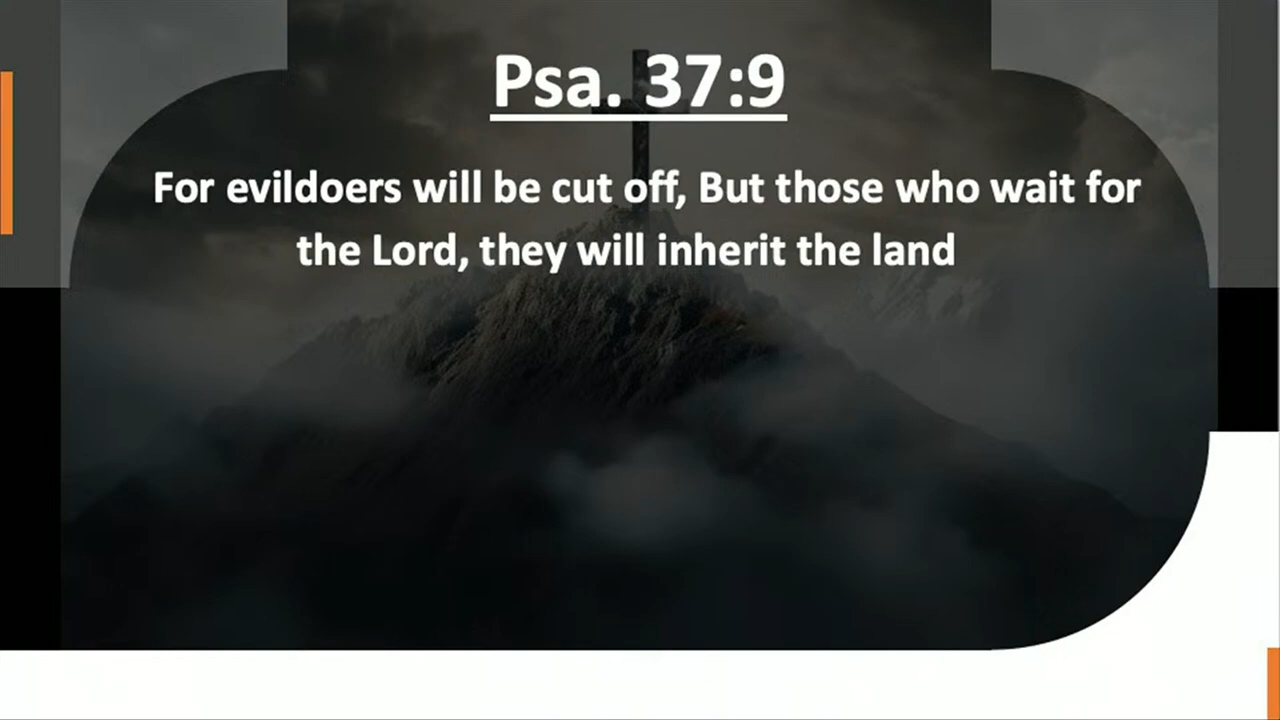 Psa. 37:9
For evildoers will be cut off, But those who wait for
the Lord, they will inherit the land